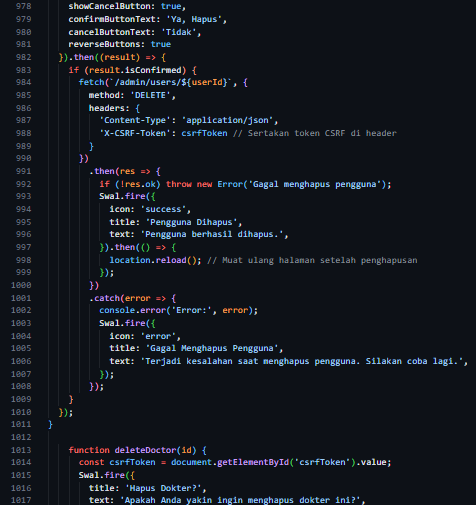 978 showCancelButton: true,
979 confirmButtonText: 'Ya, Hapus',
980 cancelButtonText: 'Tidak',
981 reverseButtons: true
982 }).then((result) => {
983 if (result.isConfirmed) {
984 fetch(`/admin/users/${userId}`, {
985 method: 'DELETE',
986 headers: {
987 'Content-Type': 'application/json',
988 'X-CSRF-Token': csrfToken // Sertakan token CSRF di header
989 }
990 })
991 .then(res => {
992 if (!res.ok) throw new Error('Gagal menghapus pengguna');
993 Swal.fire({
994 icon: 'success',
995 title: 'Pengguna Dihapus',
996 text: 'Pengguna berhasil dihapus.',
997 }).then(() => {
998 location.reload(); // Muat ulang halaman setelah penghapusan
999 });
1000 })
1001 .catch(error => {
1002 console.error('Error:', error);
1003 Swal.fire({
1004 icon: 'error',
1005 title: 'Gagal Menghapus Pengguna',
1006 text: 'Terjadi kesalahan saat menghapus pengguna. Silakan coba lagi.',
1007 });
1008 });
1009 }
1010 });
1011 }
1012
1013 function deleteDoctor(id) {
1014 const csrfToken = document.getElementById('csrfToken').value;
1015 Swal.fire({
1016 title: 'Hapus Dokter?',
1017 text: 'Apakah Anda yakin ingin menghapus dokter ini?',